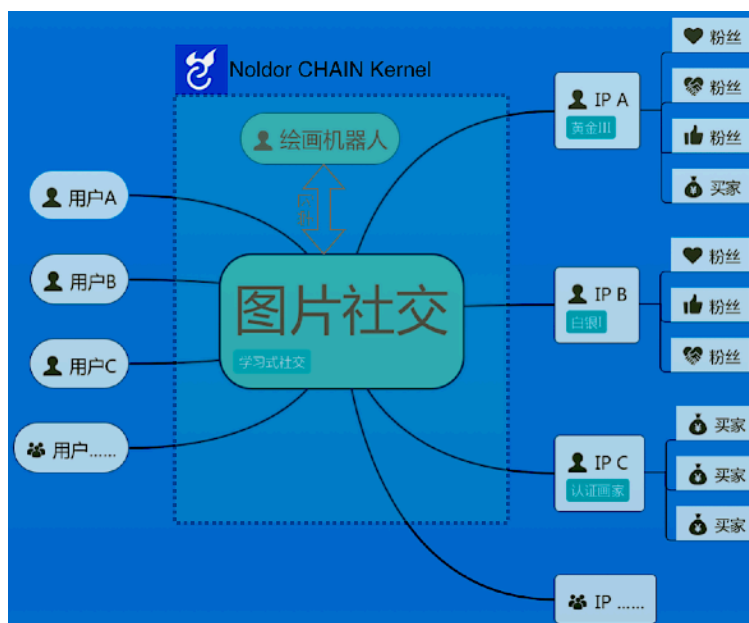 Noldor CHAIN Kernel
绘画机器人
图片社交
学习式社交
用户A
用户B
用户C
用户......
IP A
黄金III
粉丝
粉丝
粉丝
买家
IP B
白银I
粉丝
粉丝
粉丝
IP C
认证画家
买家
买家
买家
IP ......